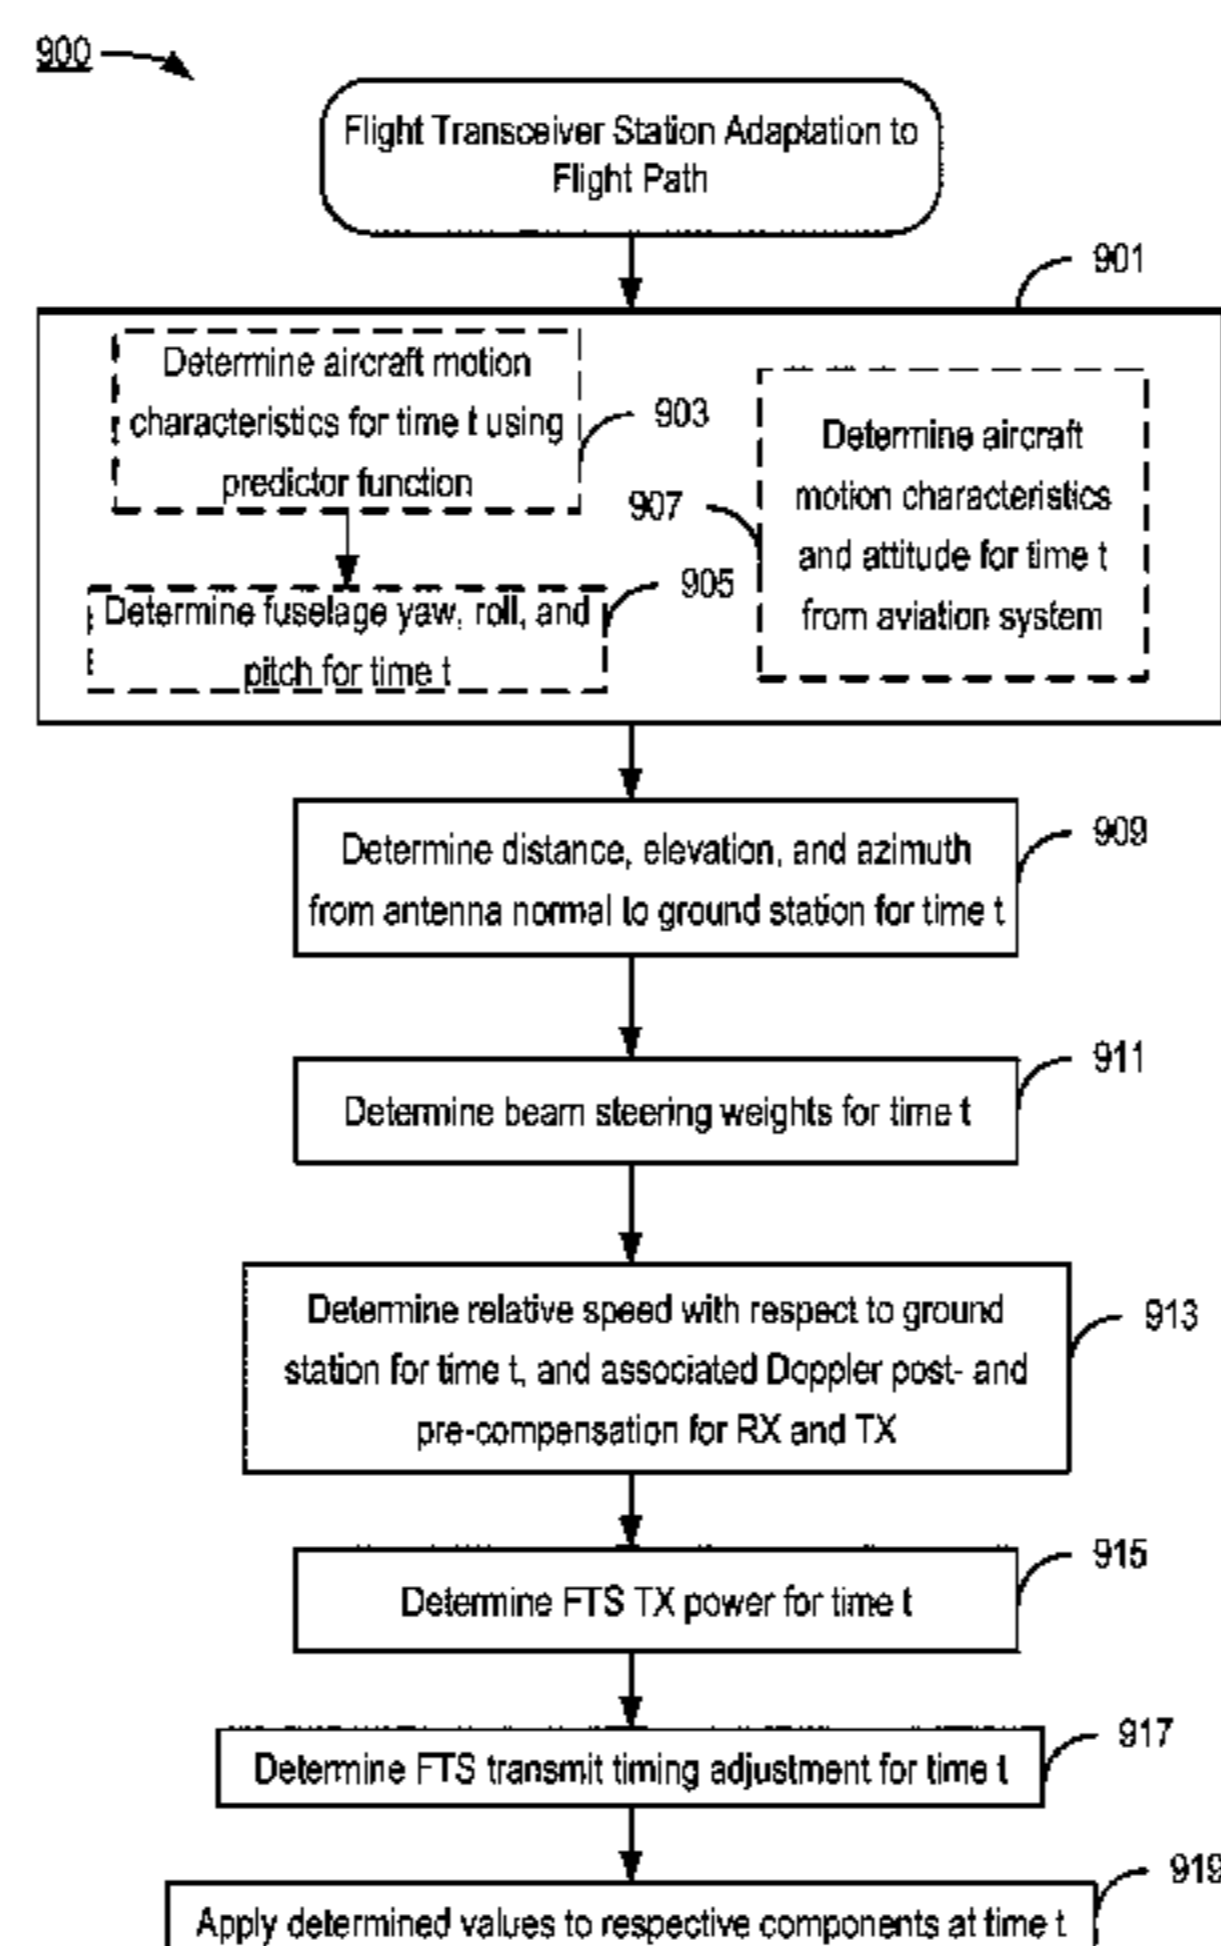 900
Flight Transceiver Station Adaptation to
Flight Path
901
Determine aircraft motion
characteristics for time t using
predictor function
903
Determine fuselage yaw, roll, and
pitch for time t
905
907
Determine aircraft
motion characteristics
and attitude for time t
from aviation system
Determine distance, elevation, and azimuth
from antenna normal to ground station for time t
909
Determine beam steering weights for time t
911
Determine relative speed with respect to ground
station for time t, and associated Doppler post- and
pre-compensation for RX and TX
913
Determine FTS TX power for time t
915
Determine FTS transmit timing adjustment for time t
917
Apply determined values to respective components at time t
919